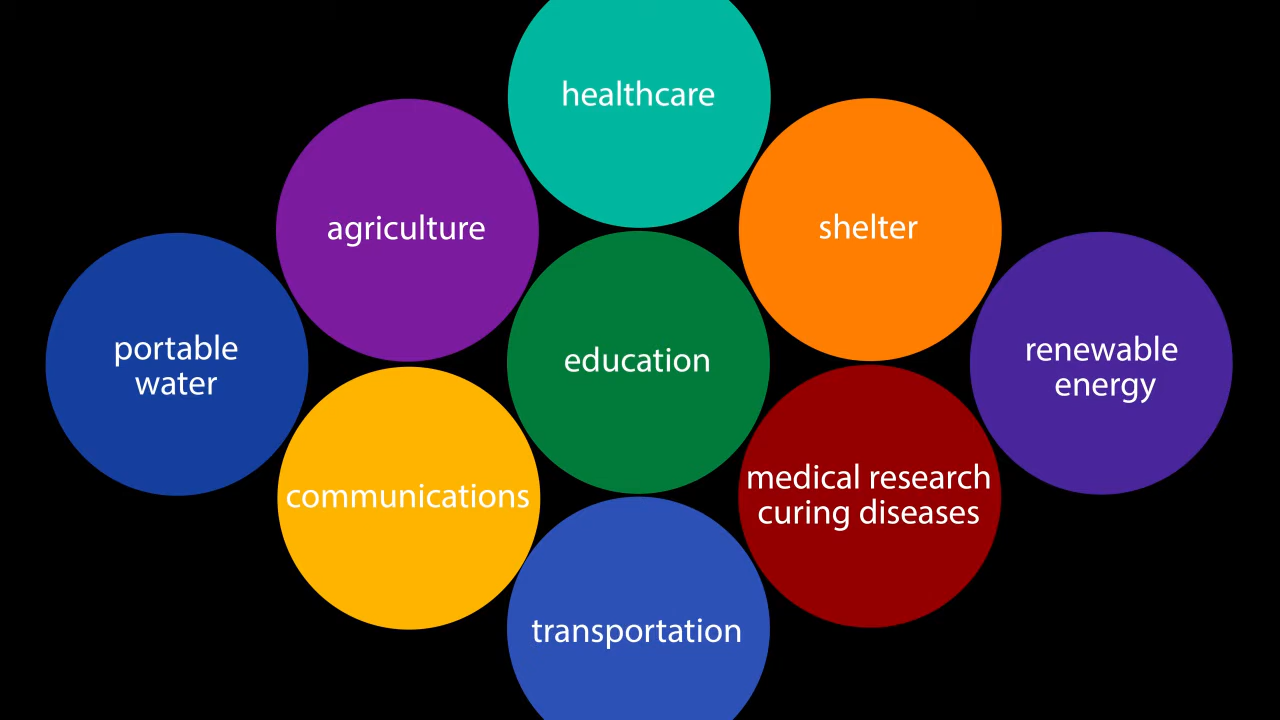 healthcare
agriculture
shelter
portable
water
education
renewable
energy
communications
medical research
curing diseases
transportation